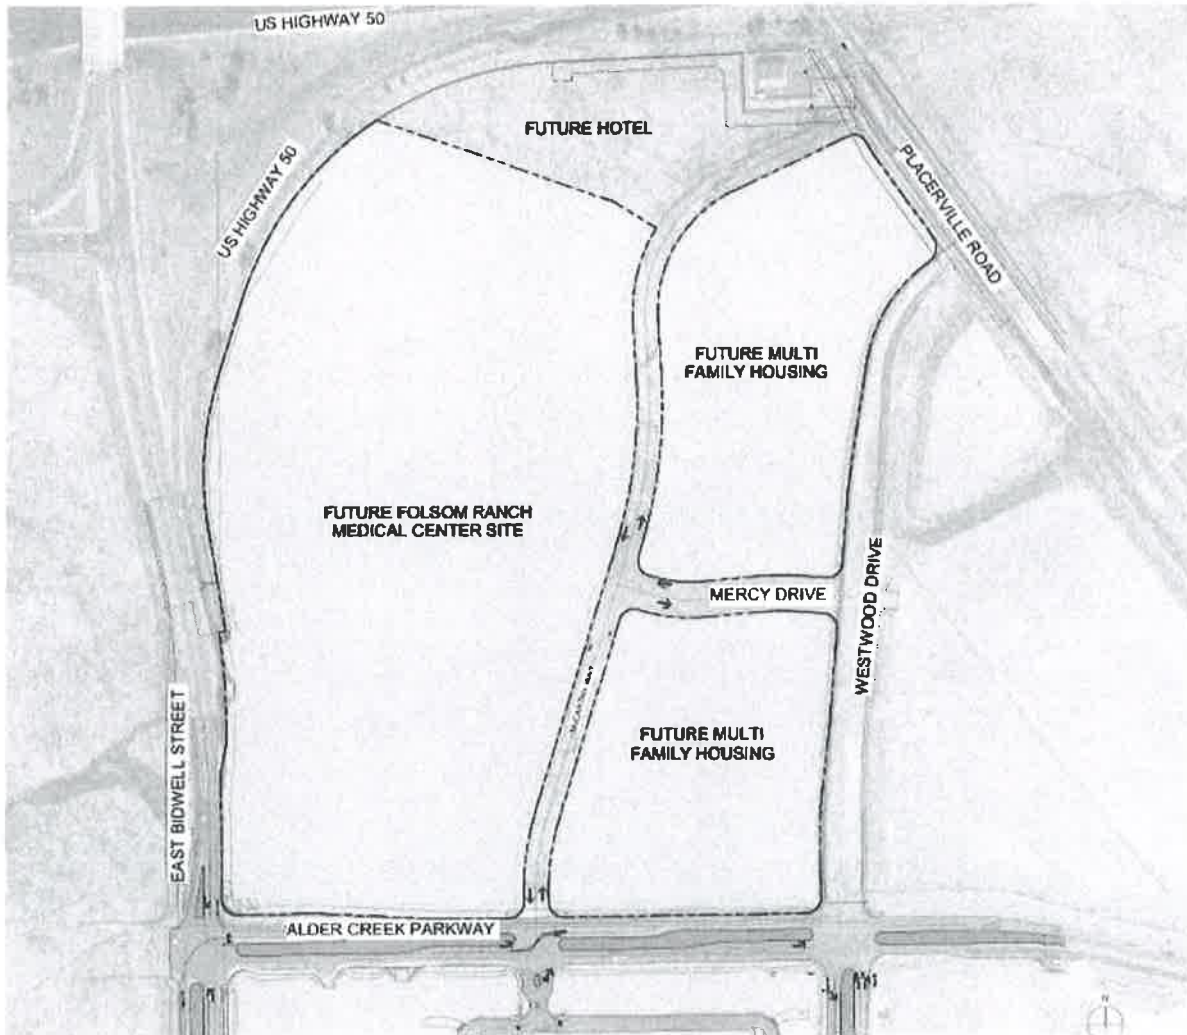 US HIGHWAY 50
FUTURE HOTEL
PLACERVILLE ROAD
US HIGHWAY 50
FUTURE MULTI
FAMILY HOUSING
FUTURE FOLSOM RANCH
MEDICAL CENTER SITE
MERCY DRIVE
WESTWOOD DRIVE
EAST BIDWELL STREET
FUTURE MULTI
FAMILY HOUSING
ALDER CREEK PARKWAY
N